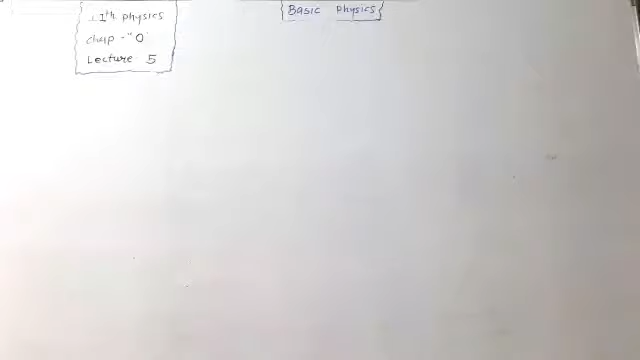 11th physics
chap - "0"
Lecture 5
Basic physics